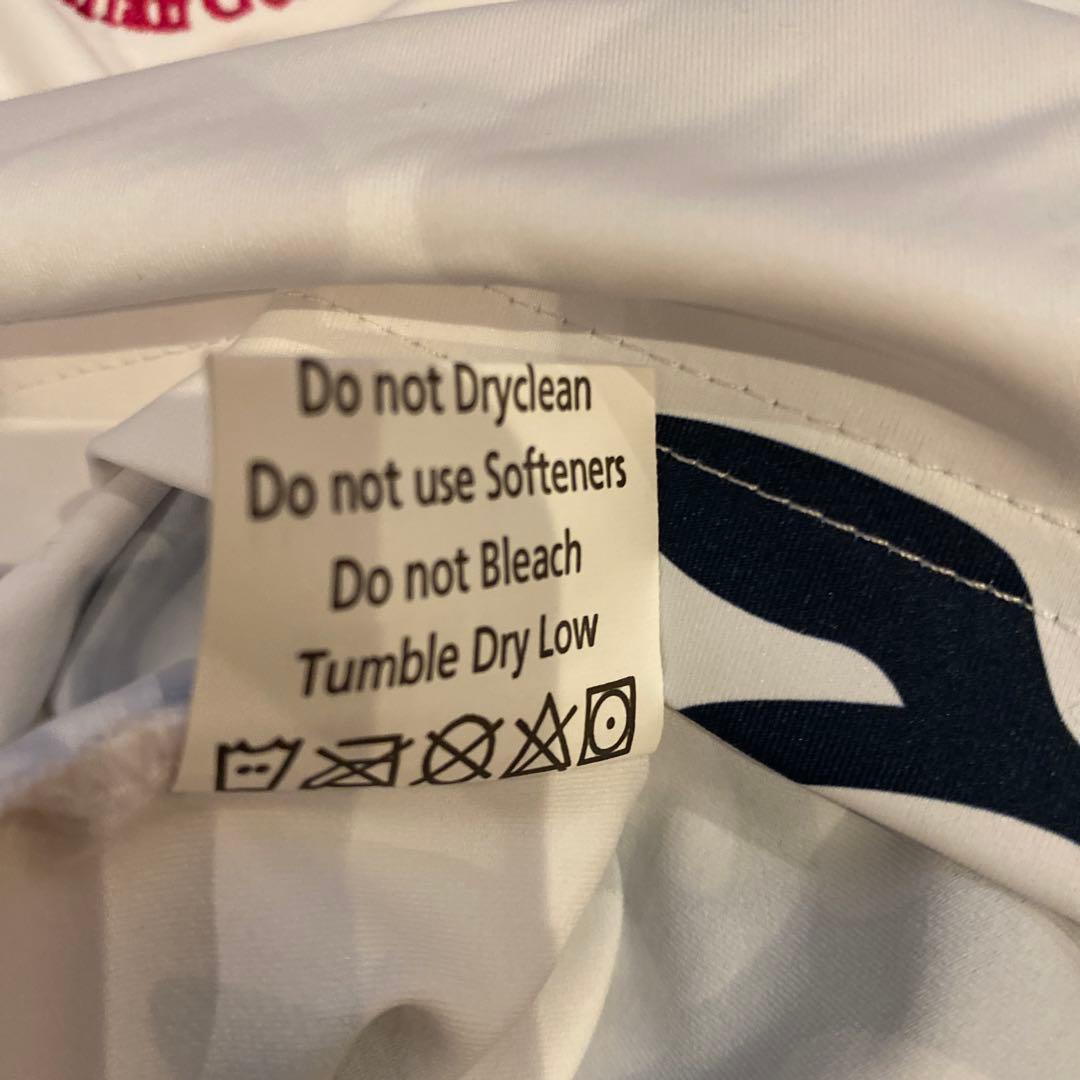 Do not Dryclean
Do not use Softeners
Do not Bleach
Tumble Dry Low